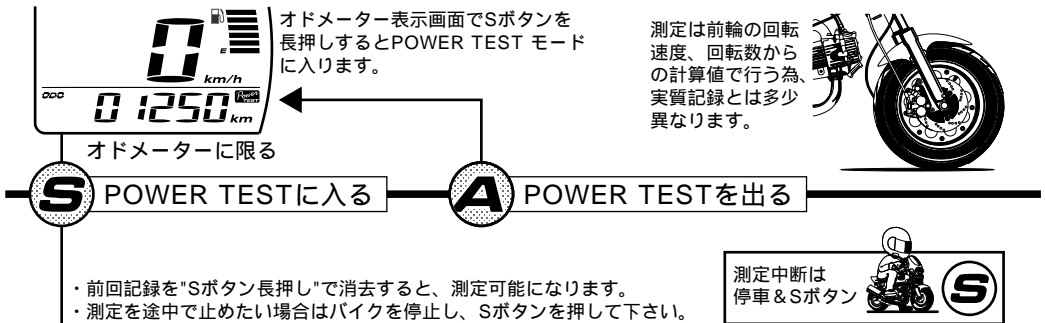 オドメーター表示画面でSボタンを
長押しするとPOWER TEST モード
に入ります。
測定は前輪の回転
速度、回転数から
の計算値で行う為、
実質記録とは多少
異なります。
0
E
km/h
ODO
01250 km
Power
TEST
オドメーターに限る
S
POWER TESTに入る
A
POWER TESTを出る
・前回記録を"Sボタン長押し"で消去すると、測定可能になります。
・測定を途中で止めたい場合はバイクを停止し、Sボタンを押して下さい。
測定中断は
停車&Sボタン
S